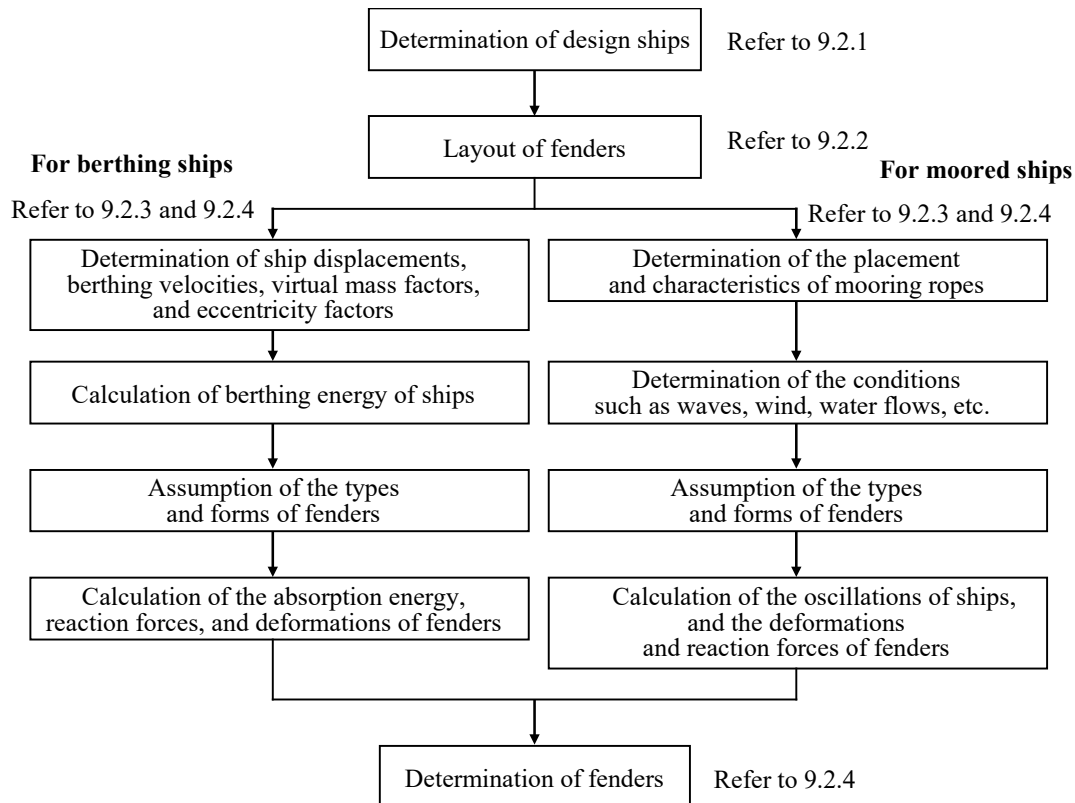 Determination of design ships
Refer to 9.2.1
Layout of fenders
Refer to 9.2.2
For berthing ships
Refer to 9.2.3 and 9.2.4
Determination of ship displacements,
berthing velocities, virtual mass factors,
and eccentricity factors
Calculation of berthing energy of ships
Assumption of the types
and forms of fenders
Calculation of the absorption energy,
reaction forces, and deformations of fenders
For moored ships
Refer to 9.2.3 and 9.2.4
Determination of the placement
and characteristics of mooring ropes
Determination of the conditions
such as waves, wind, water flows, etc.
Assumption of the types
and forms of fenders
Calculation of the oscillations of ships,
and the deformations
and reaction forces of fenders
Determination of fenders
Refer to 9.2.4